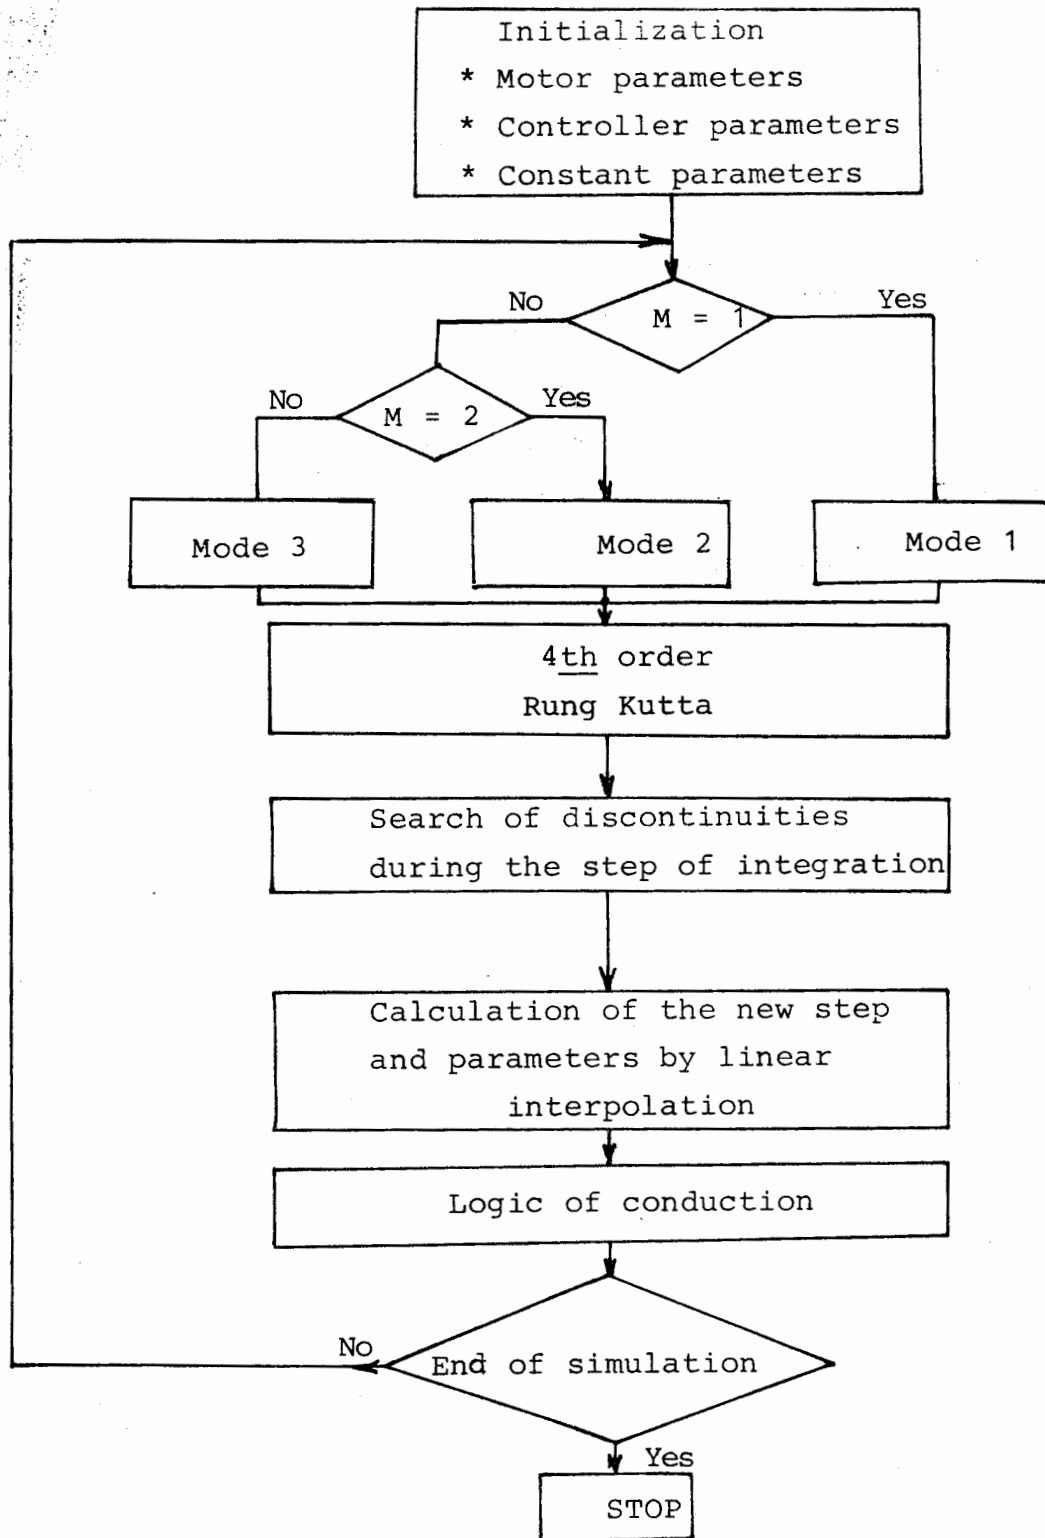 Initialization
* Motor parameters
* Controller parameters
* Constant parameters
No
M = 1
Yes
No
M = 2
Yes
Mode 3
Mode 2
Mode 1
4th order
Rung Kutta
Search of discontinuities
during the step of integration
Calculation of the new step
and parameters by linear
interpolation
Logic of conduction
No
End of simulation
Yes
STOP